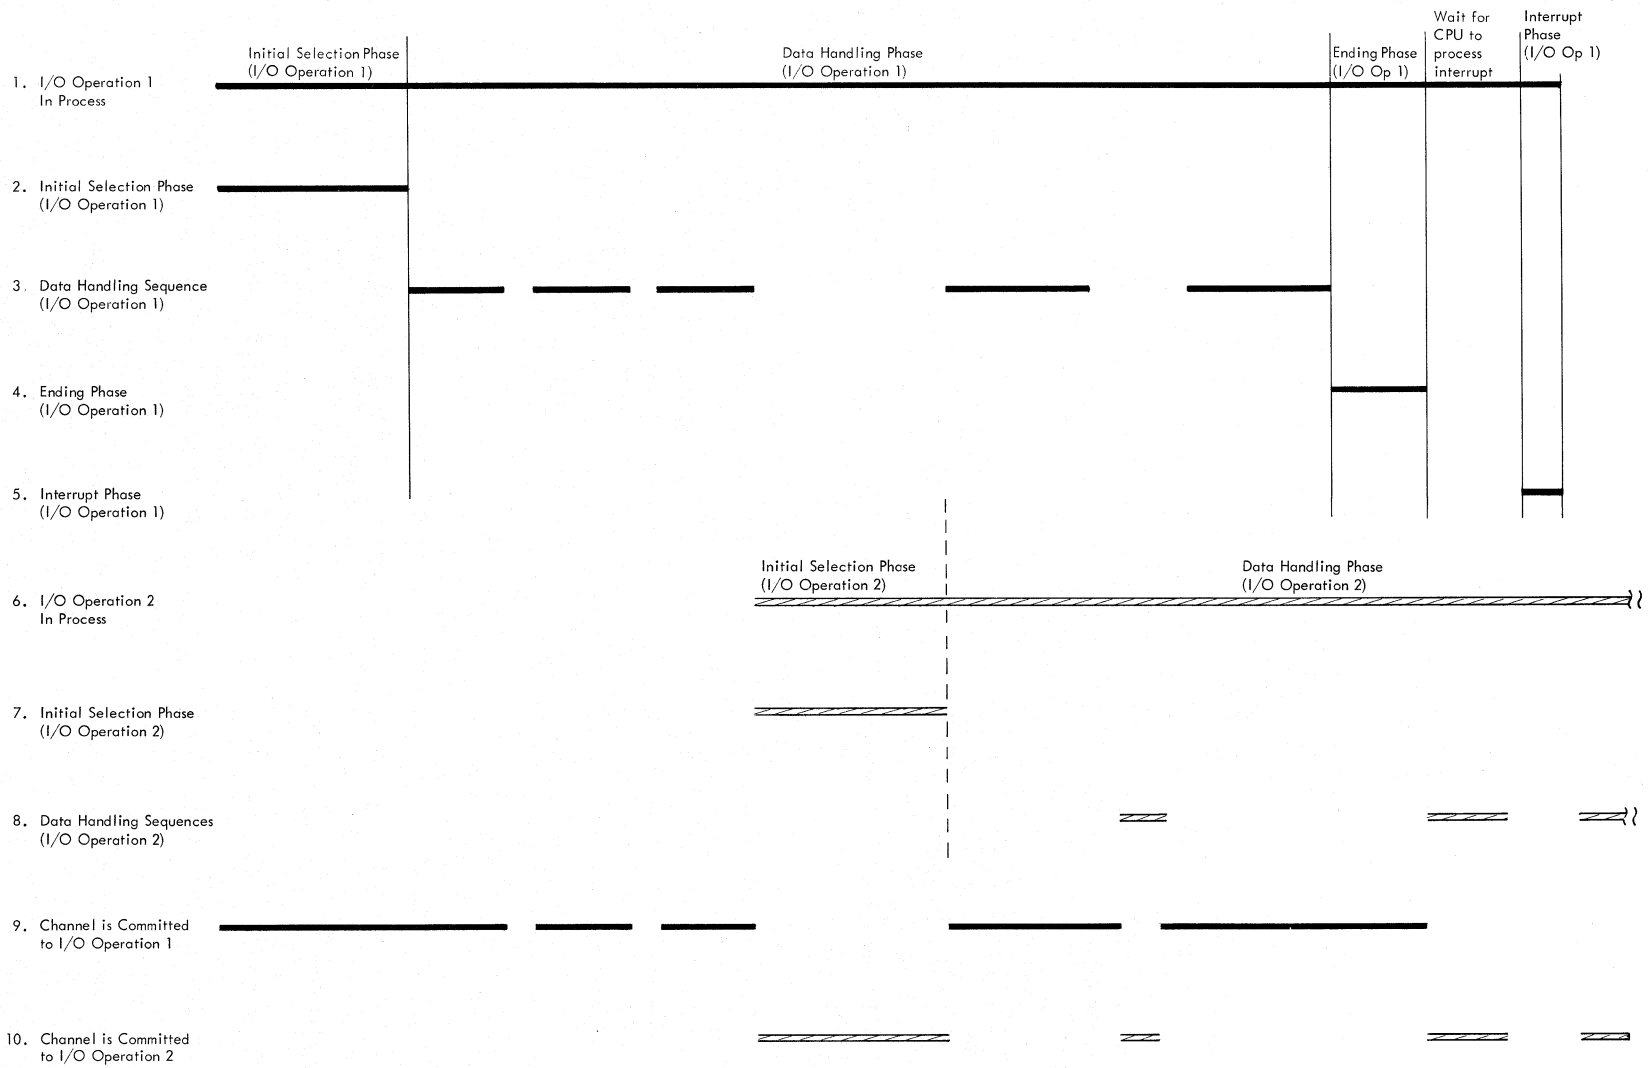 Initial Selection Phase
(I/O Operation 1)
Data Handling Phase
(I/O Operation 1)
Ending Phase
(I/O Op 1)
Wait for
CPU to
process
interrupt
Interrupt
Phase
(I/O Op 1)
1. I/O Operation 1
In Process
2. Initial Selection Phase
(I/O Operation 1)
3. Data Handling Sequence
(I/O Operation 1)
4. Ending Phase
(I/O Operation 1)
5. Interrupt Phase
(I/O Operation 1)
Initial Selection Phase
(I/O Operation 2)
Data Handling Phase
(I/O Operation 2)
6. I/O Operation 2
In Process
7. Initial Selection Phase
(I/O Operation 2)
8. Data Handling Sequences
(I/O Operation 2)
9. Channel is Committed
to I/O Operation 1
10. Channel is Committed
to I/O Operation 2